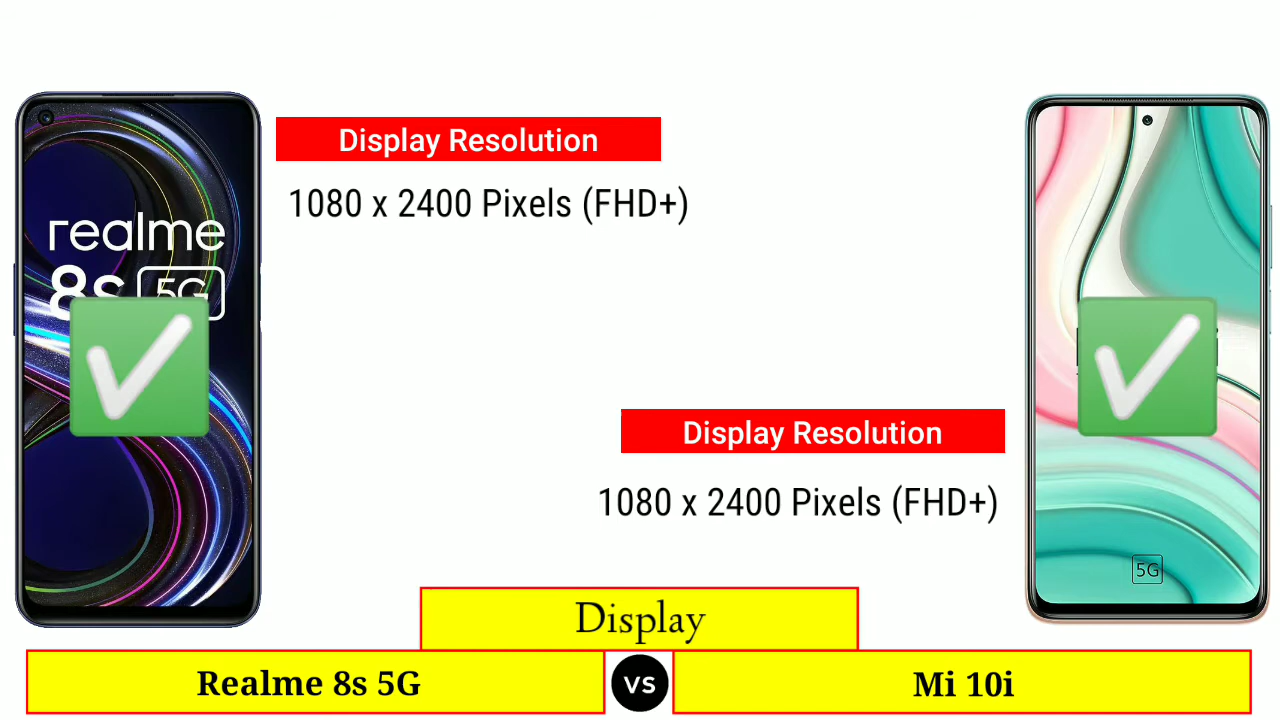 Display Resolution
1080 x 2400 Pixels (FHD+)
realme
8s 5G
Display Resolution
1080 x 2400 Pixels (FHD+)
5G
Display
Realme 8s 5G
vs
Mi 10i